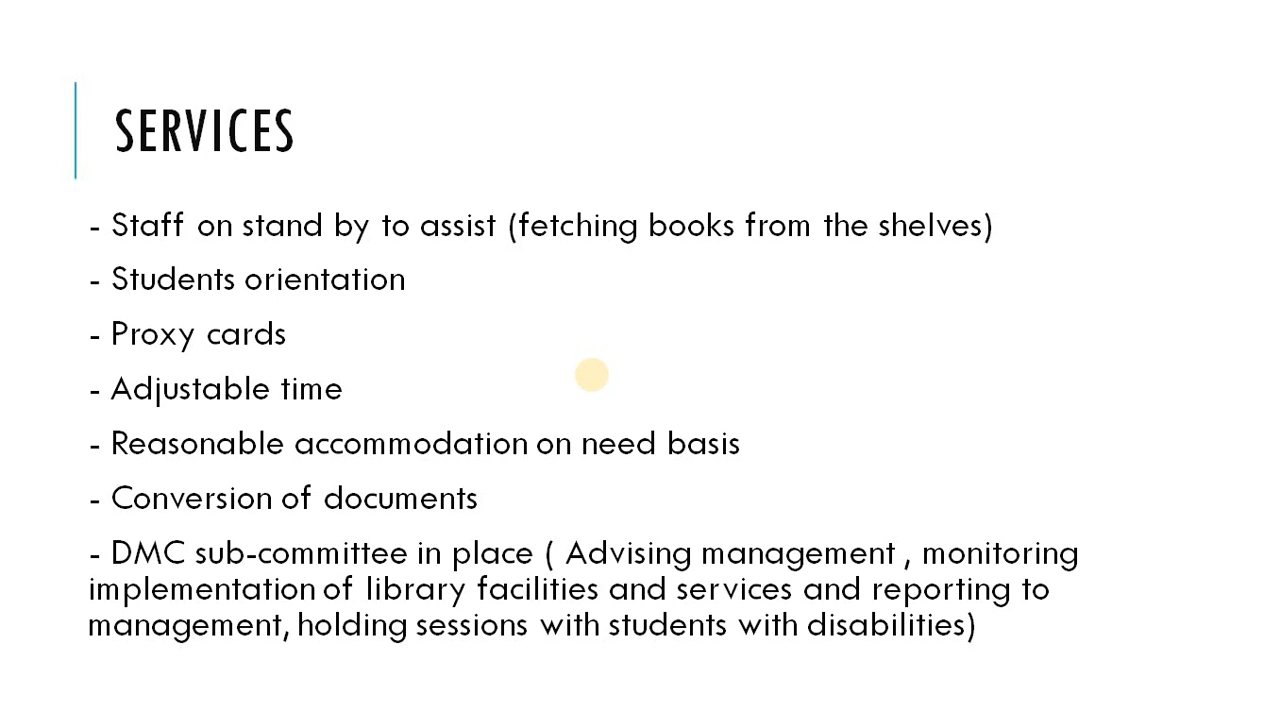 SERVICES
- Staff on stand by to assist (fetching books from the shelves)
- Students orientation
- Proxy cards
- Adjustable time
- Reasonable accommodation on need basis
- Conversion of documents
- DMC sub-committee in place ( Advising management , monitoring
implementation of library facilities and services and reporting to
management, holding sessions with students with disabilities)